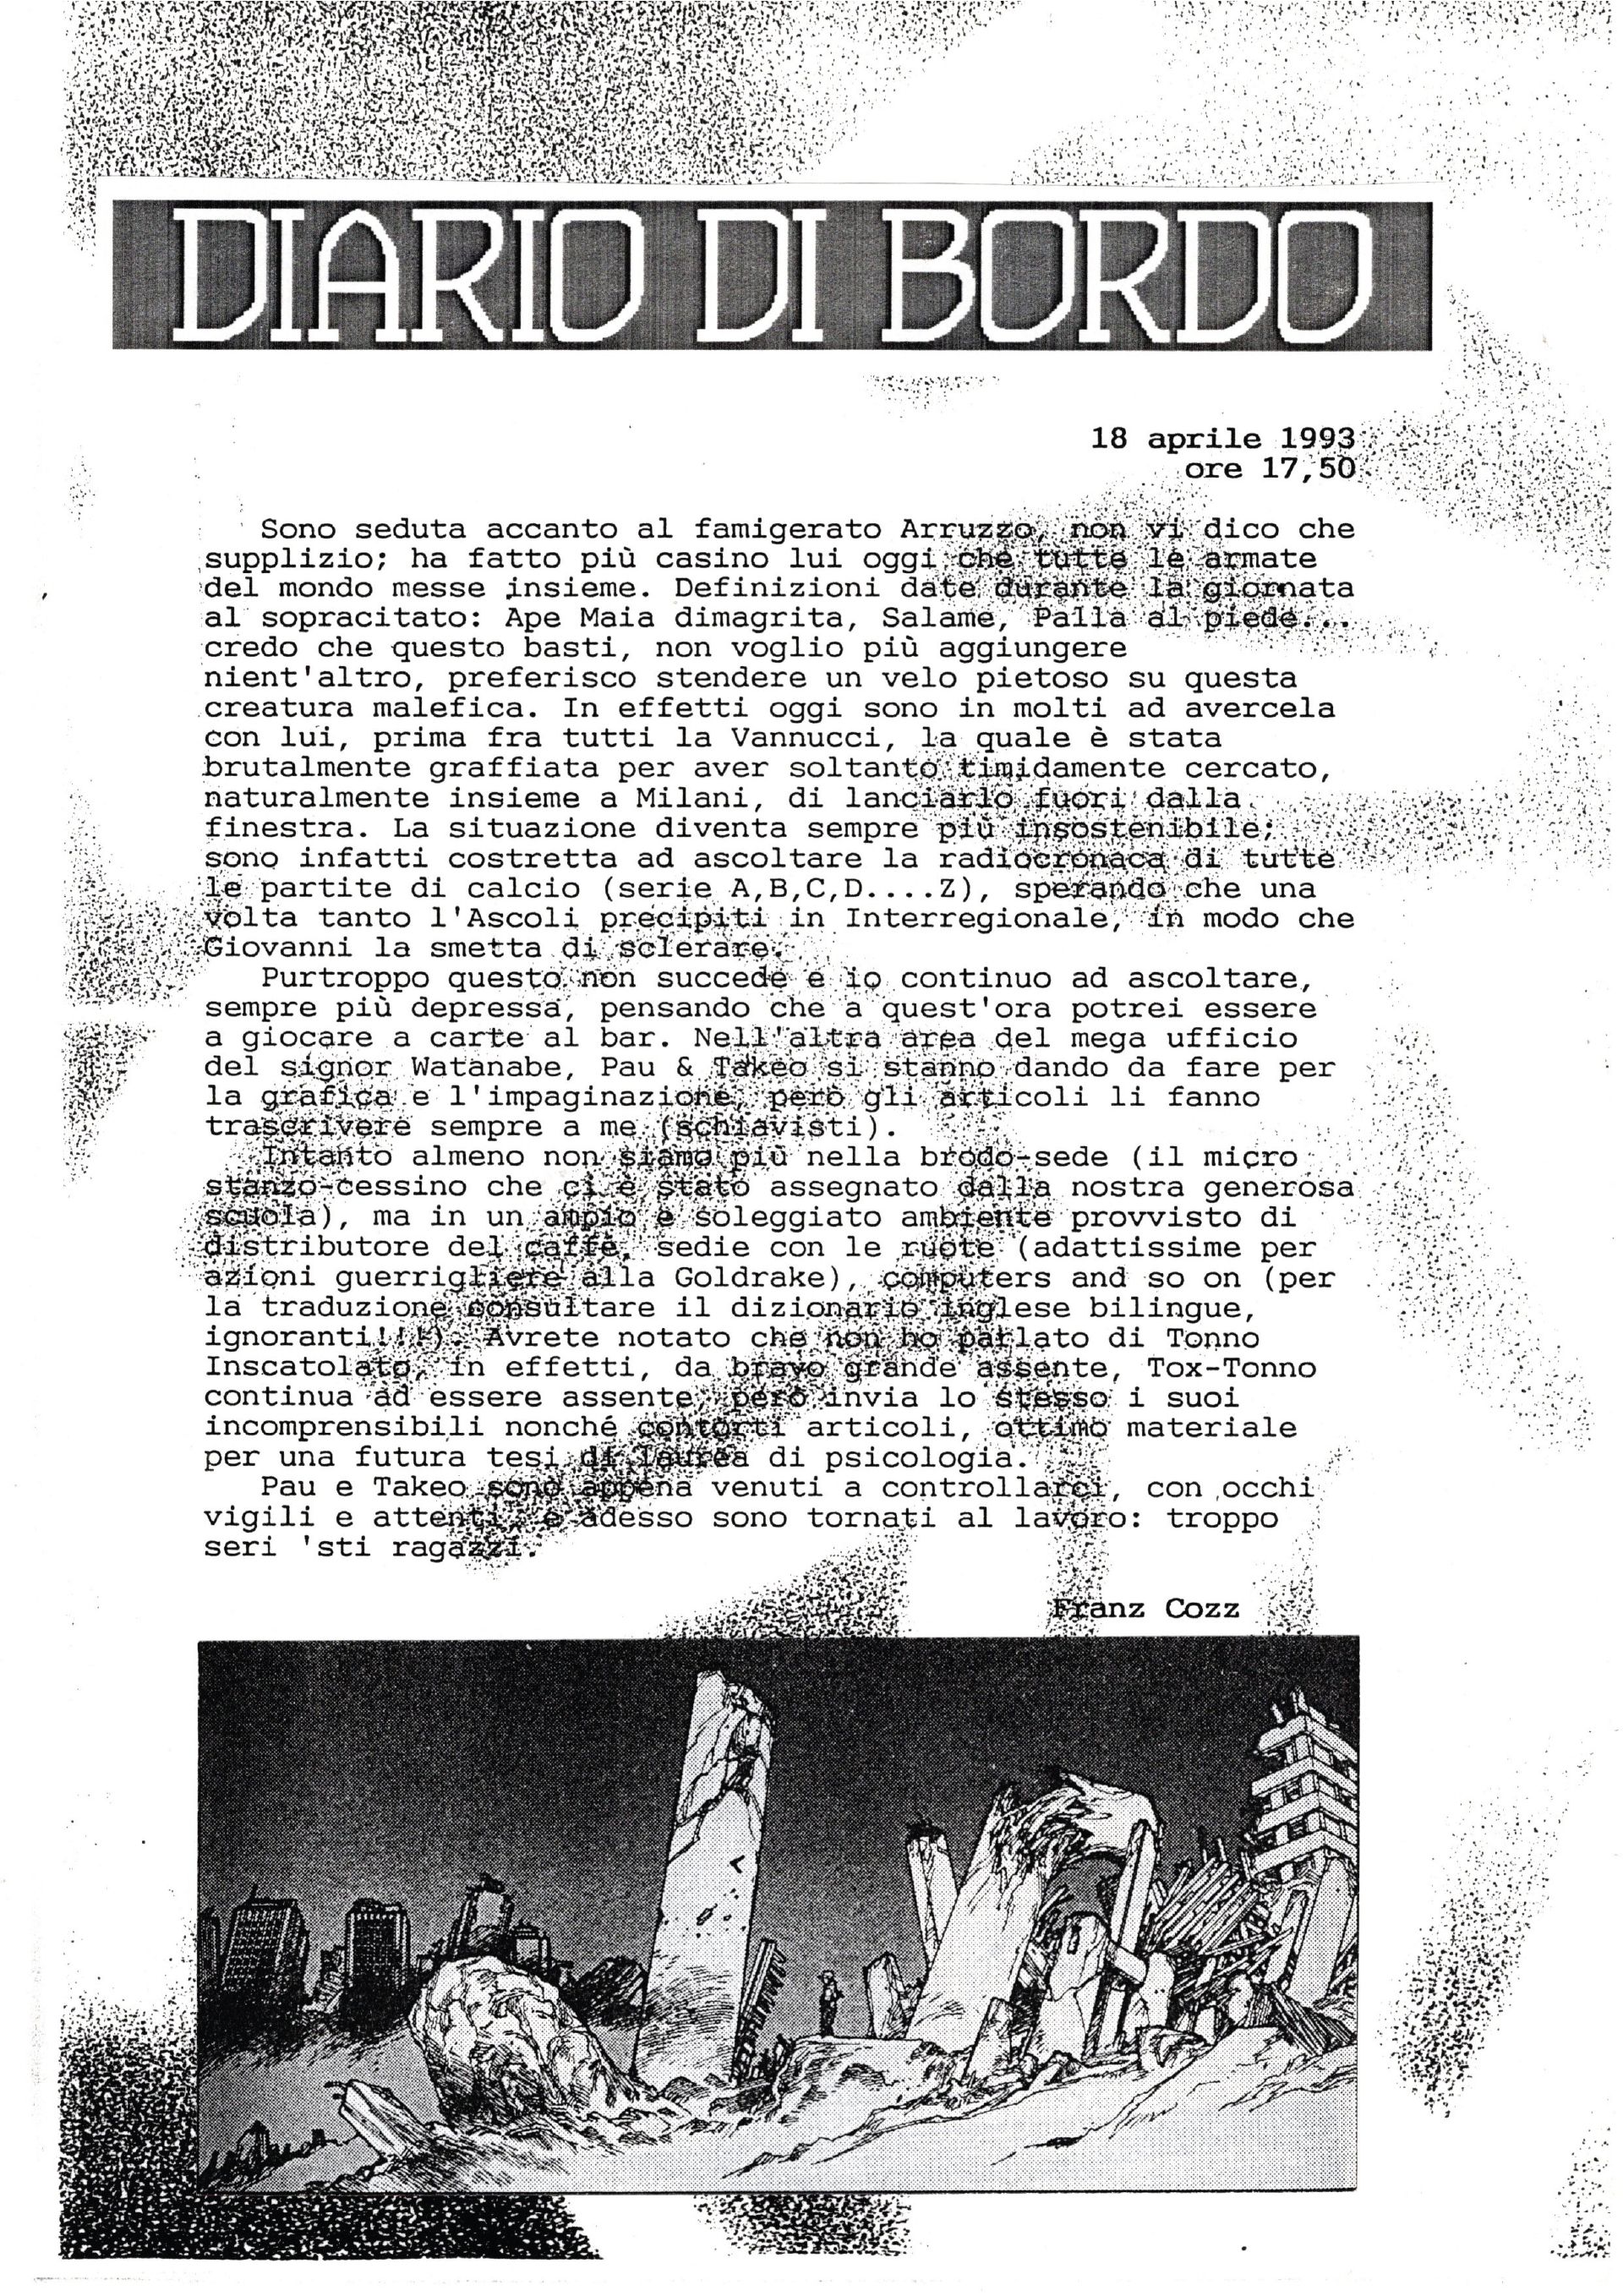 DIARIO DI BORDO
18 aprile 1993
ore 17,50
Sono seduta accanto al famigerato Arruzzo, non vi dico che
supplizio; ha fatto più casino lui oggi che tutte le armate
del mondo messe insieme. Definizioni date durante la giornata
al sopracitato: Ape Maia dimagrita, Salame, Palla al piede...
credo che questo basti, non voglio più aggiungere
nient'altro, preferisco stendere un velo pietoso su questa
creatura malefica. In effetti oggi sono in molti ad avercela
con lui, prima fra tutti la Vannucci, la quale è stata
brutalmente graffiata per aver soltanto timidamente cercato,
naturalmente insieme a Milani, di lanciarlo fuori dalla
finestra. La situazione diventa sempre più insostenibile;
sono infatti costretta ad ascoltare la radiocronaca di tutte
le partite di calcio (serie A,B,C,D....Z), sperando che una
volta tanto l'Ascoli precipiti in Interregionale, in modo che
Giovanni la smetta di sclerare.
Purtroppo questo non succede e io continuo ad ascoltare,
sempre più depressa, pensando che a quest'ora potrei essere
a giocare a carte al bar. Nell'altra area del mega ufficio
del signor Watanabe, Pau & Takeo si stanno dando da fare per
la grafica e l'impaginazione, però gli articoli li fanno
trascrivere sempre a me (schiavisti).
Intanto almeno non siamo più nella brodo-sede (il micro
stanzo-cessino che ci è stato assegnato dalla nostra generosa
scuola), ma in un ampio e soleggiato ambiente provvisto di
distributore del caffè, sedie con le ruote (adattissime per
azioni guerrigliere alla Goldrake), computers and so on (per
la traduzione consultare il dizionario inglese bilingue,
ignoranti!!!). Avrete notato che non ho parlato di Tonno
Inscatolato, in effetti, da bravo grande assente, Tox-Tonno
continua ad essere assente, però invia lo stesso i suoi
incomprensibili nonché contorti articoli, ottimo materiale
per una futura tesi di laurea di psicologia.
Pau e Takeo sono appena venuti a controllarci, con occhi
vigili e attenti, e adesso sono tornati al lavoro: troppo
seri 'sti ragazzi.
Franz Cozz